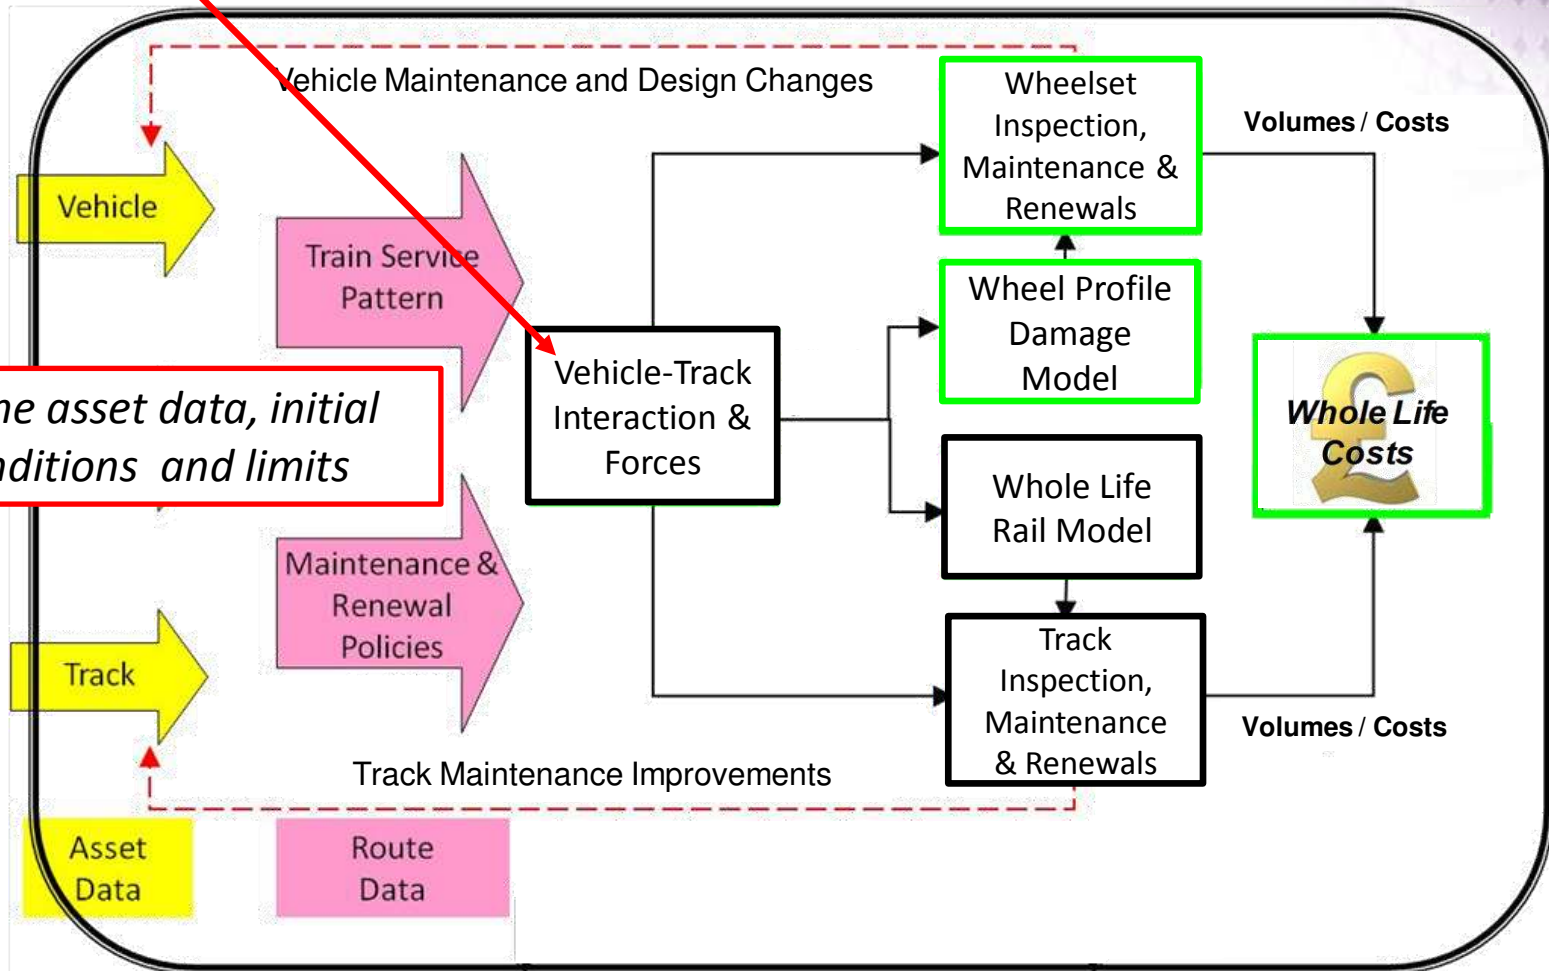 Vehicle Maintenance and Design Changes
Wheelset
Inspection,
Maintenance &
Renewals
Volumes / Costs
Vehicle
Train Service
Pattern
Wheel Profile
Damage
Model
Vehicle-Track
Interaction &
Forces
Whole Life
Costs
asset data, initial
and limits
Whole Life
Rail Model
Maintenance &
Renewal
Policies
Track
Track
Inspection,
Maintenance
& Renewals
Volumes / Costs
Track Maintenance Improvements
Asset
Data
Route
Data